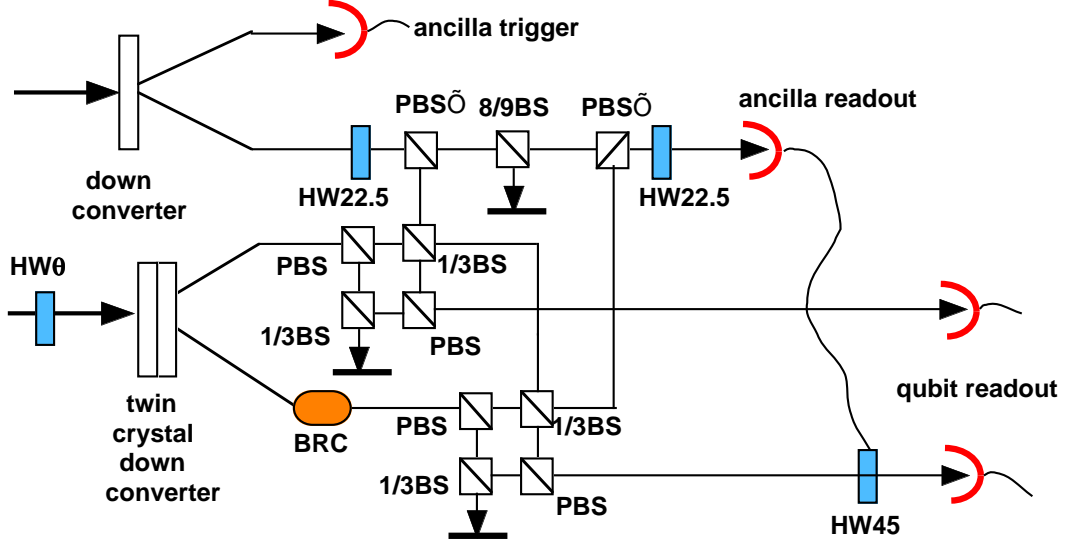 ancilla trigger
PBSÕ
8/9BS
PBSÕ
ancilla readout
down
converter
HW22.5
HW22.5
HWθ
PBS
1/3BS
1/3BS
PBS
twin
crystal
down
converter
BRC
PBS
1/3BS
qubit readout
1/3BS
PBS
HW45